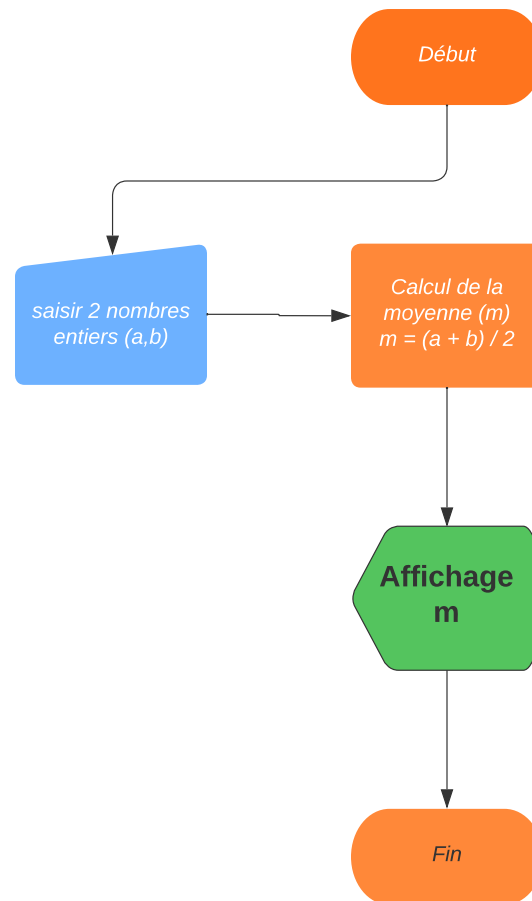 Début
saisir 2 nombres
entiers (a,b)
Calcul de la
moyenne (m)
m = (a + b) / 2
Affichage
m
Fin